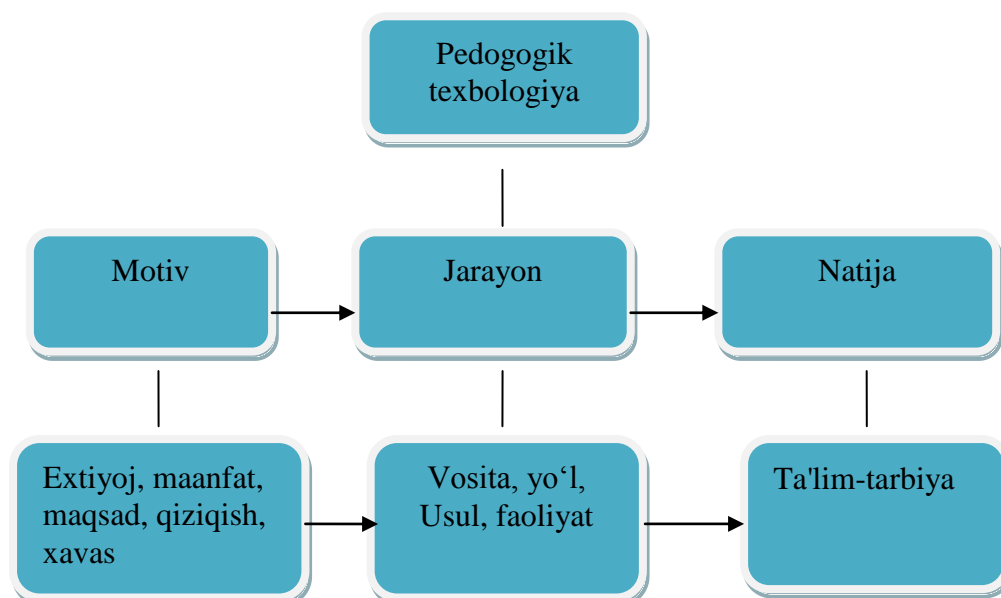 Pedogogik
texbologiya
Motiv
Jarayon
Natija
Extiyoj, maanfat,
maqsad, qiziqish,
xavas
Vosita, yo‘l,
Usul, faoliyat
Ta'lim-tarbiya